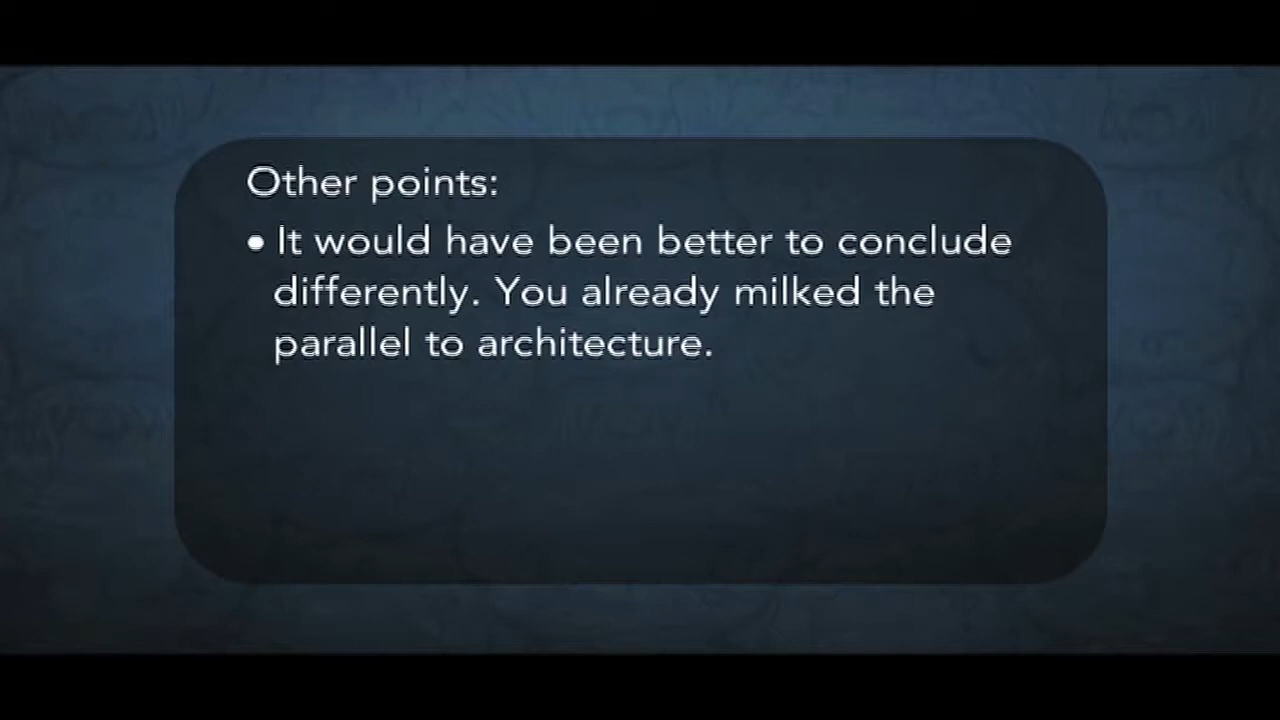 Other points:
• It would have been better to conclude
differently. You already milked the
parallel to architecture.